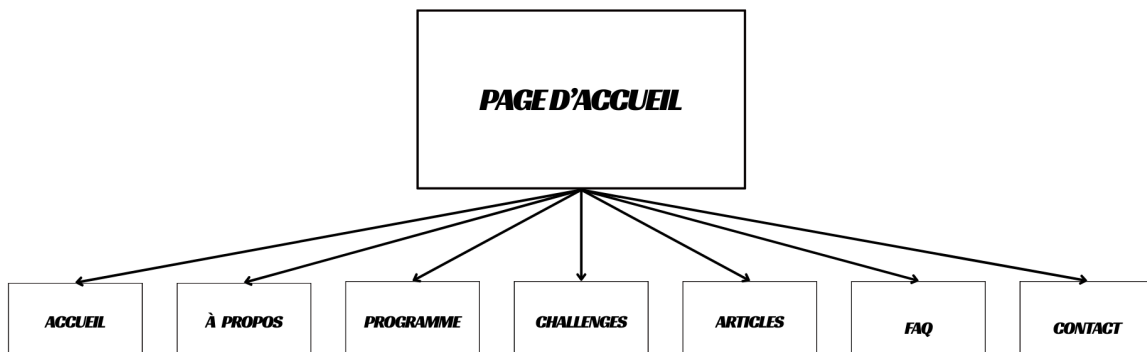 PAGE D’ACCUEIL
ACCUEIL
À PROPOS
PROGRAMME
CHALLENGES
ARTICLES
FAQ
CONTACT